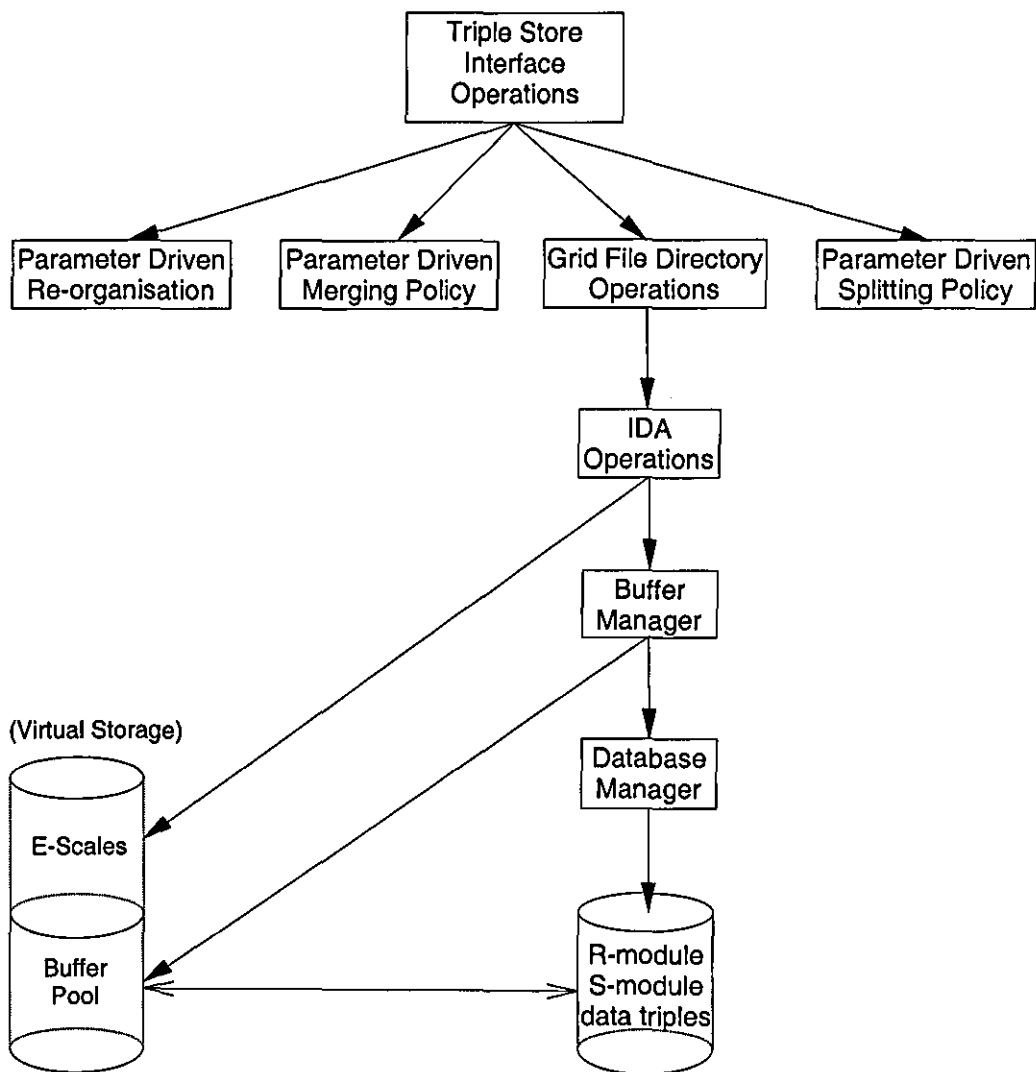 Triple Store
Interface
Operations
Parameter Driven
Re-organisation
Parameter Driven
Merging Policy
Grid File Directory
Operations
Parameter Driven
Splitting Policy
IDA
Operations
Buffer
Manager
(Virtual Storage)
Database
Manager
E-Scales
Buffer
Pool
R-module
S-module
data triples